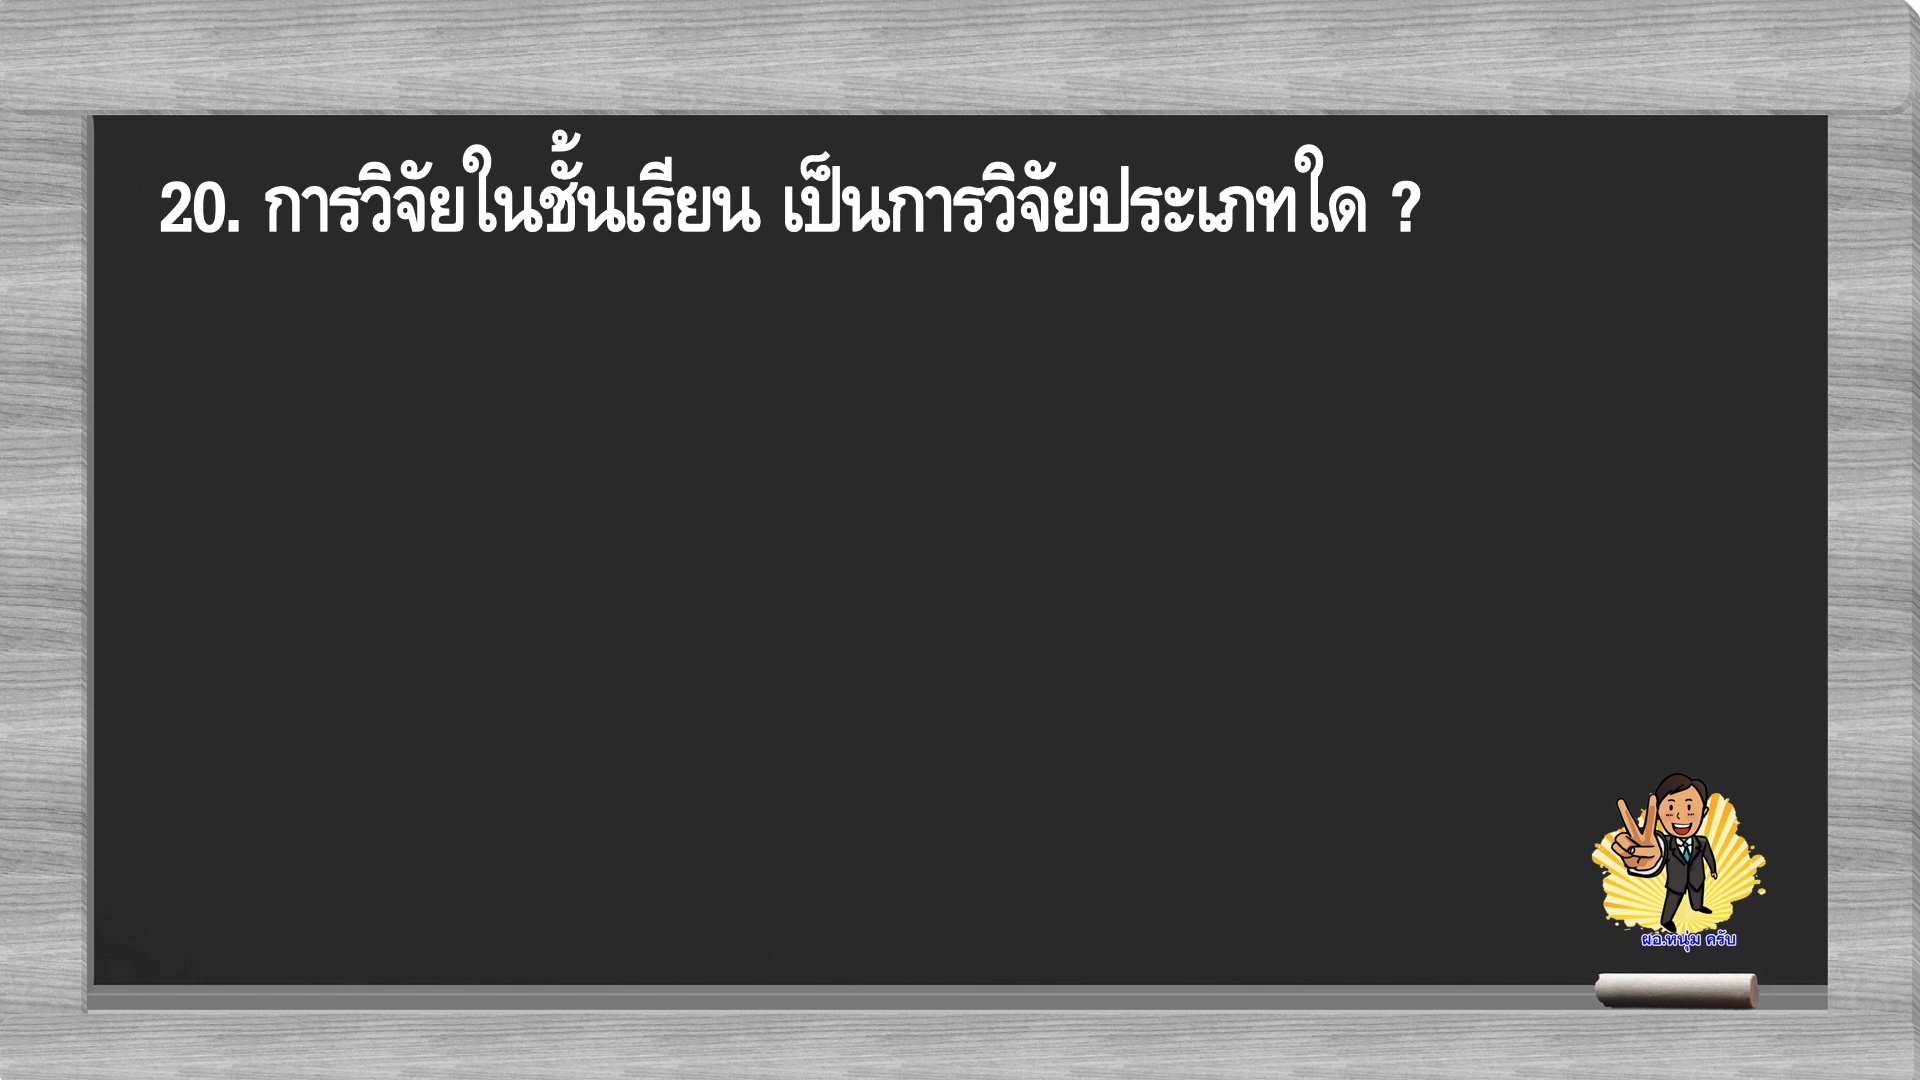 20. การวิจัยในชั้นเรียน เป็นการวิจัยประเภทใด ?
ผอ.หนุ่ม ครับ